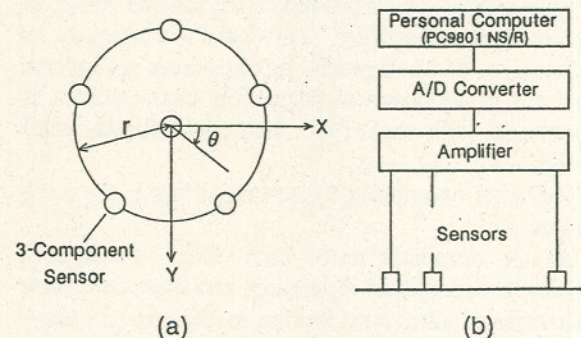 r
X
θ
3-Component
Sensor
Y
(a)
Personal Computer
(PC9801 NS/R)
A/D Converter
Amplifier
Sensors
(b)